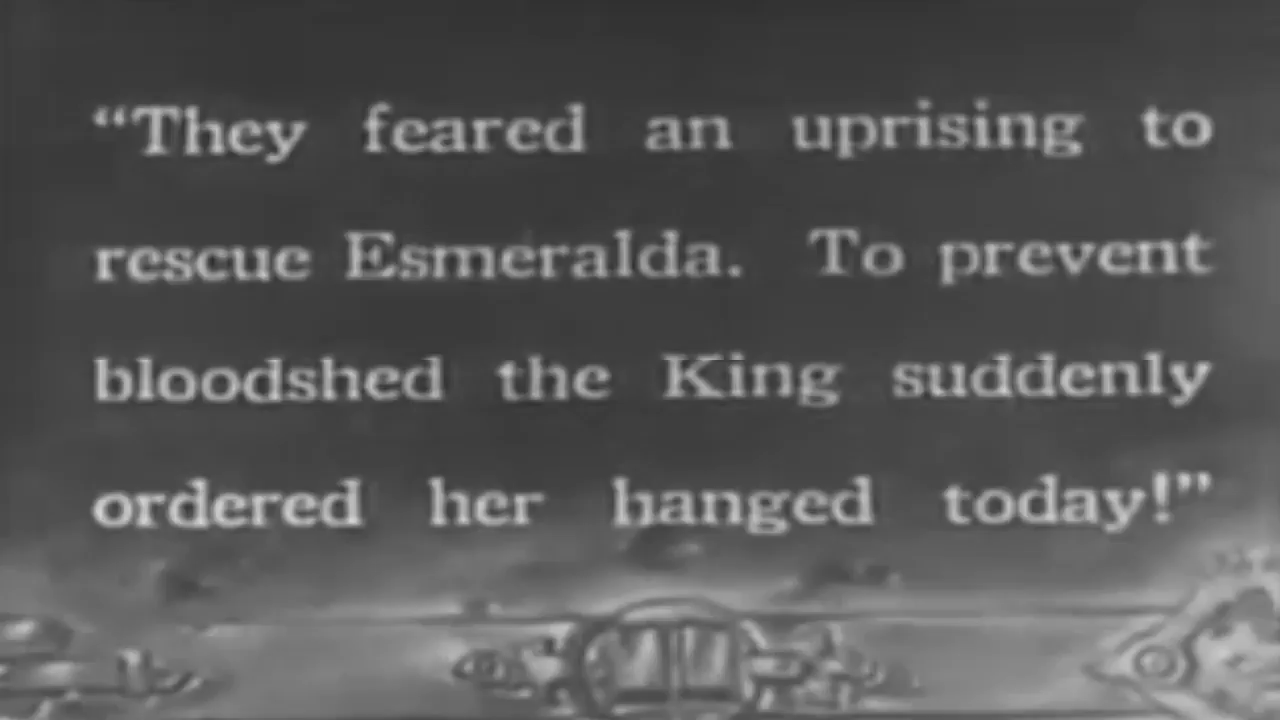 “They feared an uprising to
rescue Esmeralda. To prevent
bloodshed the King suddenly
ordered her hanged today!”